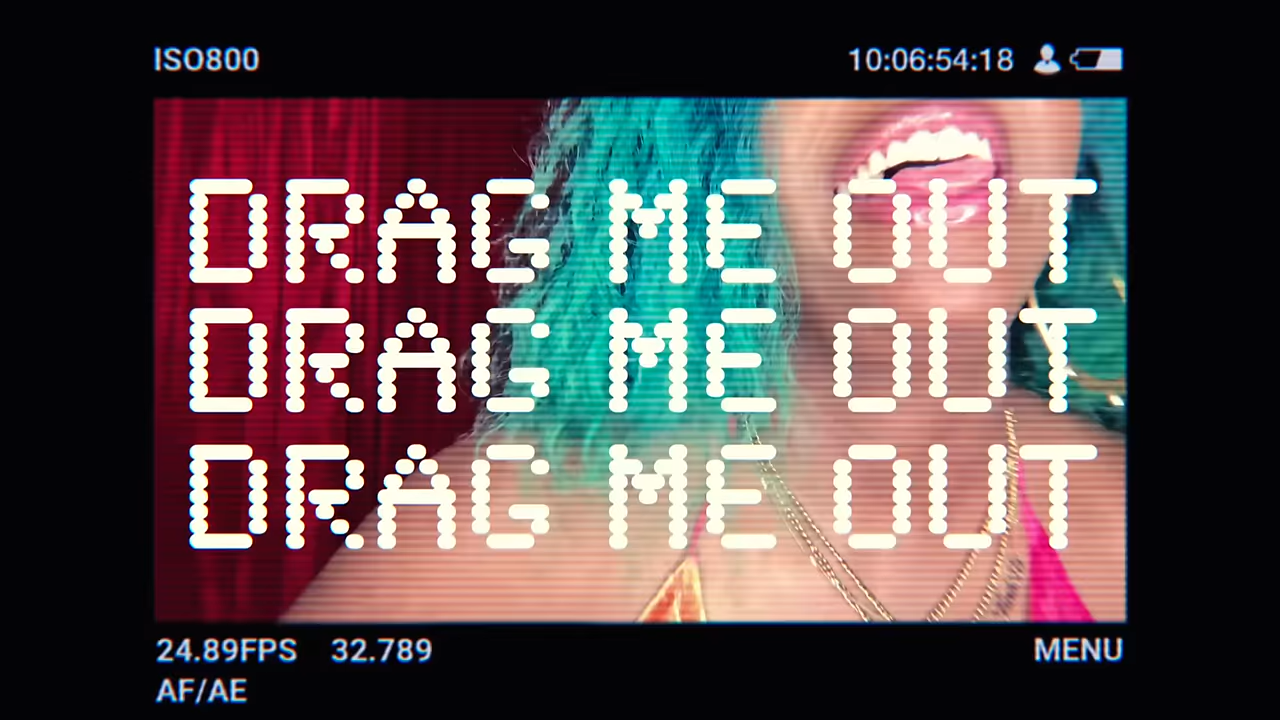 ISO800 10:06:54:18
DRAG ME OUT
DRAG ME OUT
DRAG ME OUT
24.89FPS 32.789 MENU
AF/AE